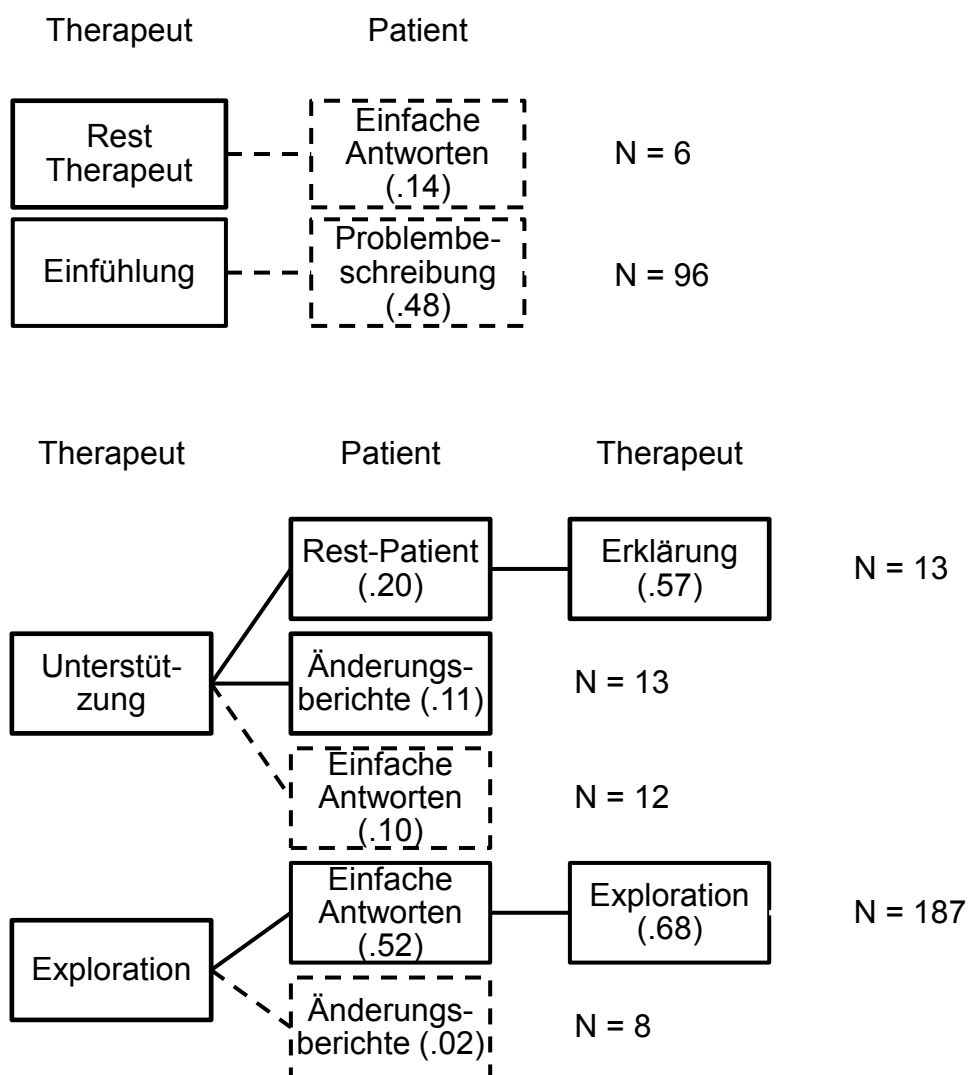 Therapeut Patient
Rest
Therapeut
Einfache
Antworten
(.14)
N = 6
Einfühlung
Problembe-
schreibung
(.48)
N = 96
Therapeut Patient Therapeut
Rest-Patient
(.20)
Erklärung
(.57)
N = 13
Unterstüt-
zung
Änderungs-
berichte (.11)
N = 13
Einfache
Antworten
(.10)
N = 12
Exploration
Einfache
Antworten
(.52)
Exploration
(.68)
N = 187
Änderungs-
berichte (.02)
N = 8